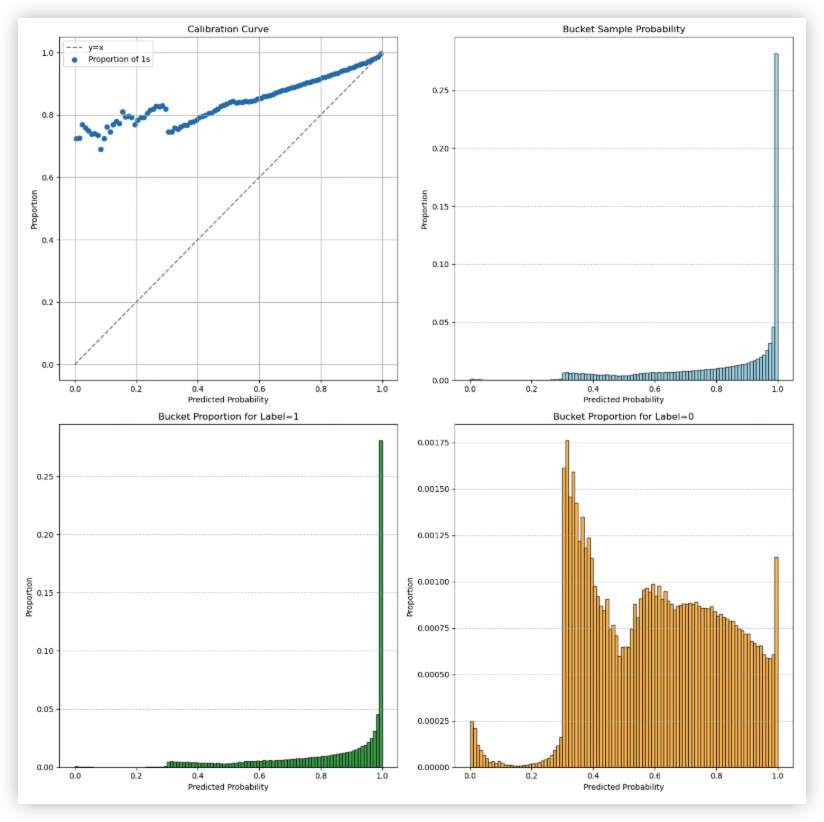 Calibration Curve
y=x
Proportion of 1s
1.0
0.8
0.6
0.4
0.2
0.0
Proportion
0.0 0.2 0.4 0.6 0.8 1.0
Predicted Probability
Bucket Sample Probability
0.25
0.20
0.15
0.10
0.05
0.00
Proportion
0.0 0.2 0.4 0.6 0.8 1.0
Predicted Probability
Bucket Proportion for Label=1
0.25
0.20
0.15
0.10
0.05
0.00
Proportion
0.0 0.2 0.4 0.6 0.8 1.0
Predicted Probability
Bucket Proportion for Label=0
0.00175
0.00150
0.00125
0.00100
0.00075
0.00050
0.00025
0.00000
Proportion
0.0 0.2 0.4 0.6 0.8 1.0
Predicted Probability